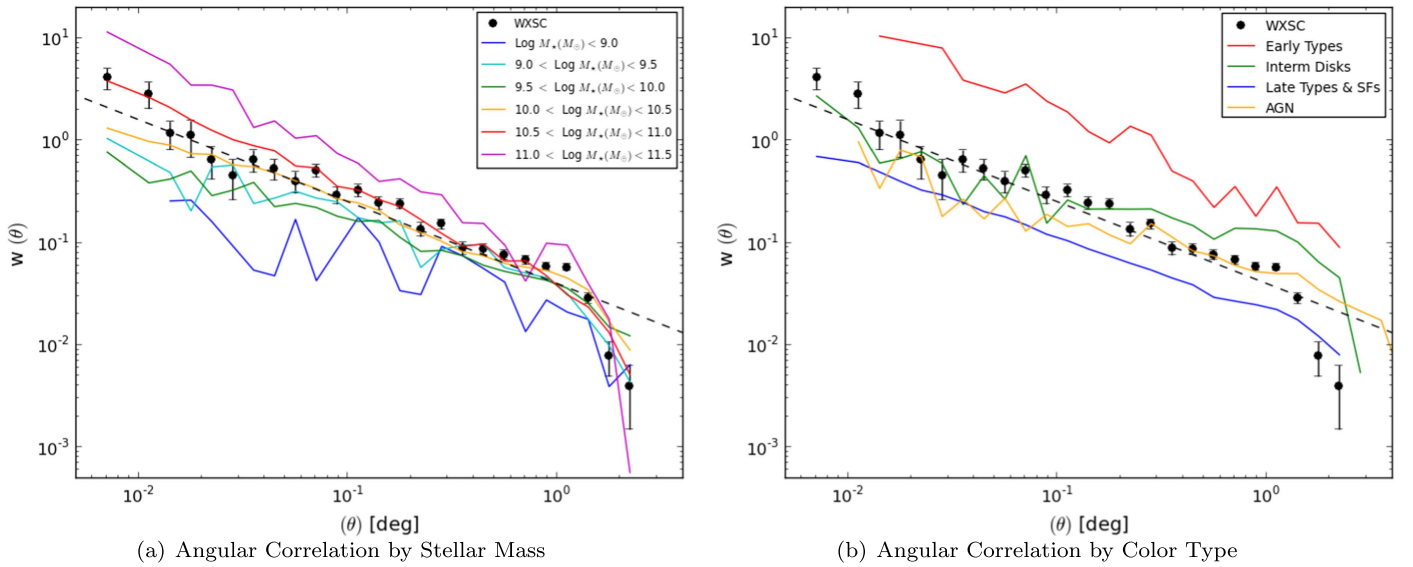 WXSC
Log M⋆(M⊙) < 9.0
9.0 < Log M⋆(M⊙) < 9.5
9.5 < Log M⋆(M⊙) < 10.0
10.0 < Log M⋆(M⊙) < 10.5
10.5 < Log M⋆(M⊙) < 11.0
11.0 < Log M⋆(M⊙) < 11.5
10¹
10⁰
10⁻¹
10⁻²
10⁻³
w (θ)
10⁻² 10⁻¹ 10⁰
(θ) [deg]
(a) Angular Correlation by Stellar Mass
WXSC
Early Types
Interm Disks
Late Types & SFs
AGN
10¹
10⁰
10⁻¹
10⁻²
10⁻³
w (θ)
10⁻² 10⁻¹ 10⁰
(θ) [deg]
(b) Angular Correlation by Color Type